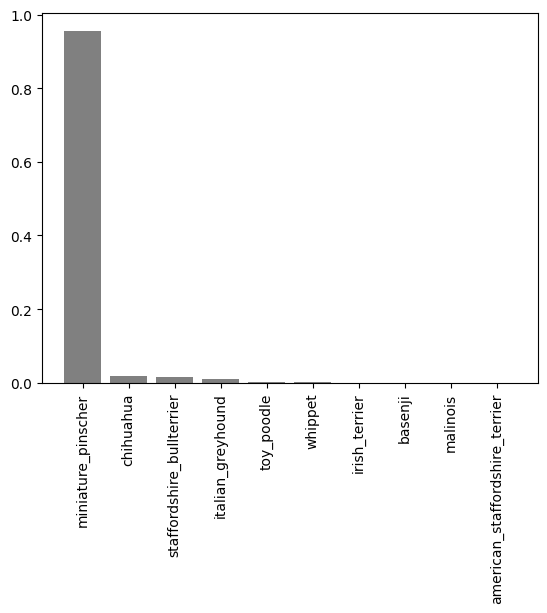 1.0
0.8
0.6
0.4
0.2
0.0
miniature_pinscher
chihuahua
staffordshire_bullterrier
italian_greyhound
toy_poodle
whippet
irish_terrier
basenji
malinois
american_staffordshire_terrier